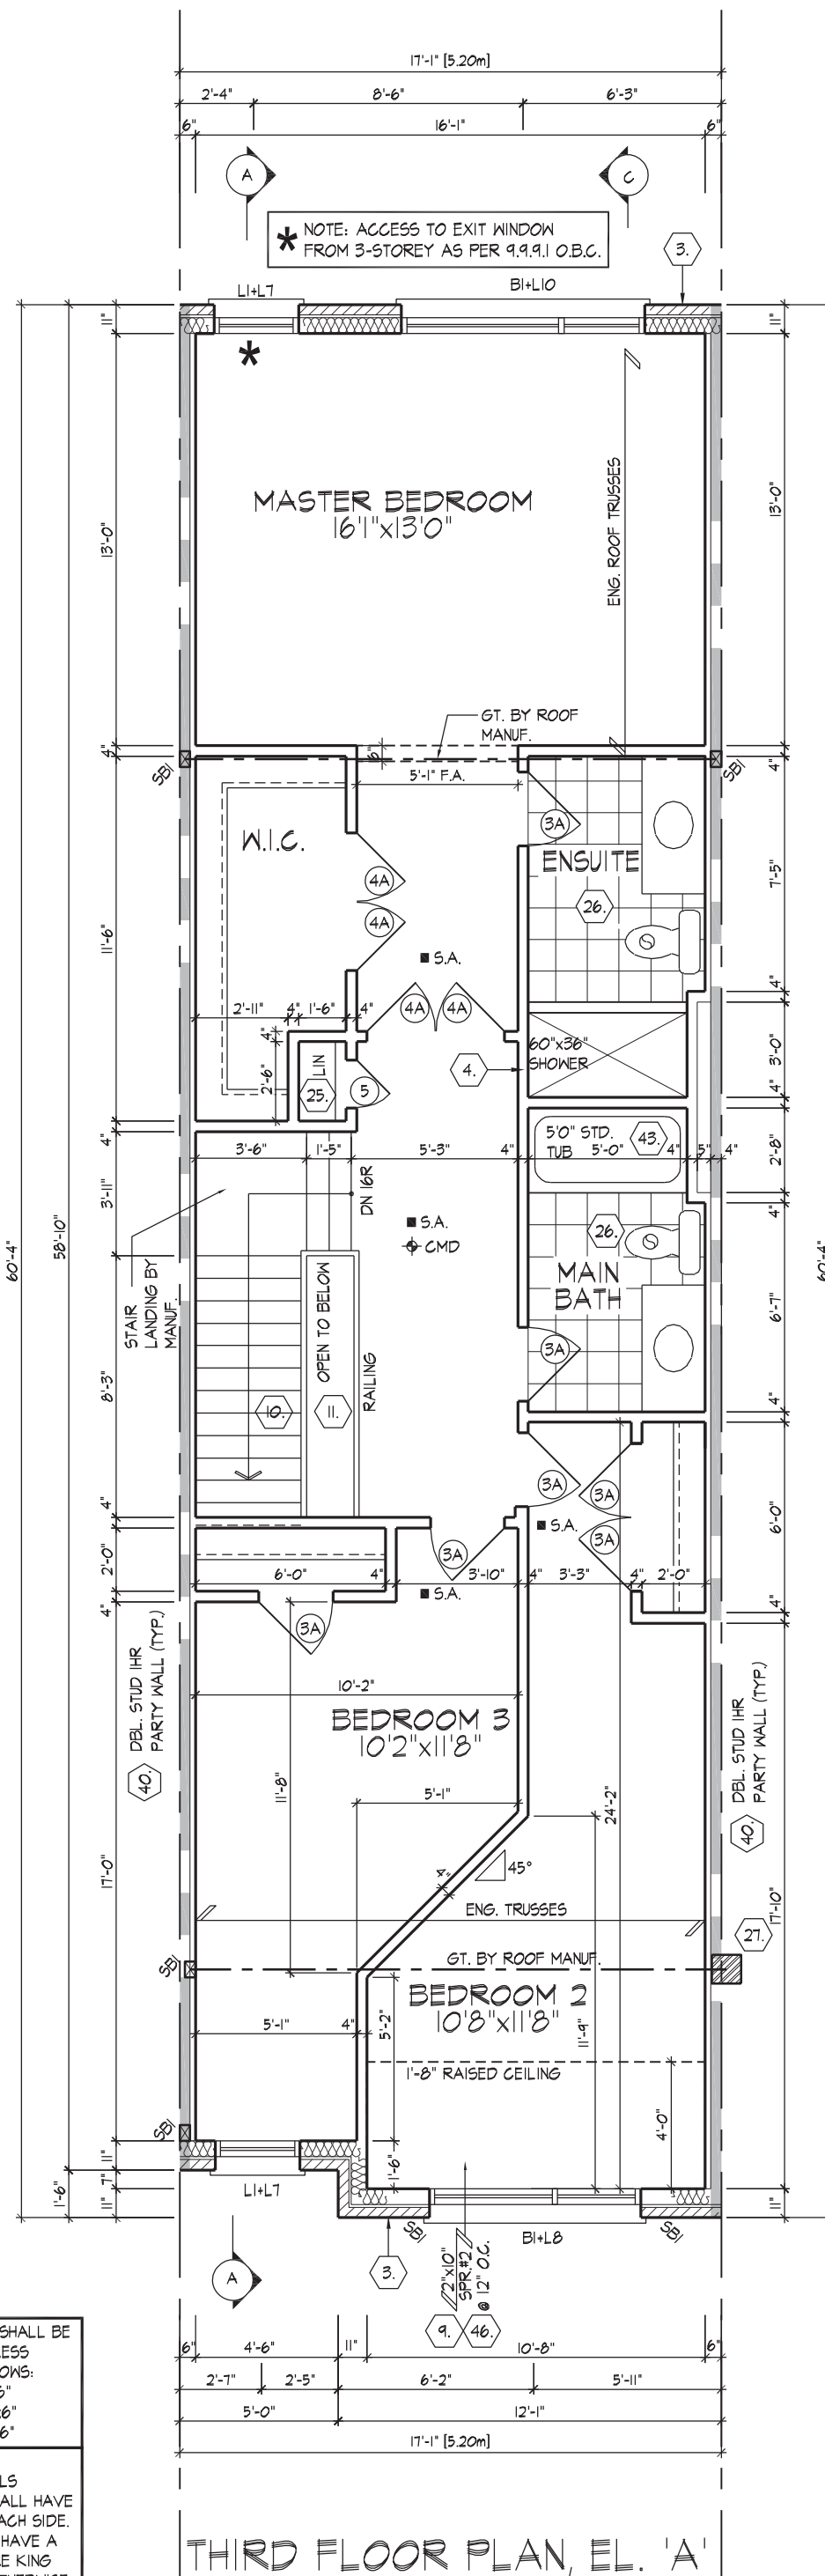 17'-1" [5.20m]
2'-4" 8'-6" 6'-3"
6" 16'-1" 6"
A C
* NOTE: ACCESS TO EXIT WINDOW
FROM 3-STOREY AS PER 9.9.9.1 O.B.C.
3.
L1+L7 B1+L10
11" 11"
*
MASTER BEDROOM
16'1"x13'0"
ENG. ROOF TRUSSES
13'-0" 13'-0"
GT. BY ROOF
MANUF.
4" 6" 4"
SB1 SB1
5'-1" F.A.
W.I.C.
3A
ENSUITE
4A
4A
26.
7'-5"
11'-6"
S.A.
2'-11" 4" 1'-6" 4"
4A 4A
4"
4"
60"x36"
SHOWER
3'-0"
4.
2'-6"
LIN
25.
5
4"
4"
5'0" STD.
TUB
43.
3'-6" 1'-5" 5'-3" 4" 5'-0" 4" 5" 4"
2'-8"
3'-11"
DN 16R
S.A.
CMD
26.
4"
MAIN
BATH
60'-4"
58'-10"
60'-4"
STAIR
LANDING BY
MANUF.
OPEN TO BELOW
RAILING
3A
6'-7"
8'-3"
10. 11.
4"
3A
3A
3A
S.A.
6'-0"
4"
3A
2'-0"
6'-0" 4" 3'-10" 4" 3'-3" 4" 2'-0"
S.A.
4"
4"
3A
DBL. STUD 1HR
PARTY WALL (TYP.)
40.
10'-2"
BEDROOM 3
10'2"x11'8"
11'-8"
5'-1"
24'-2"
DBL. STUD 1HR
PARTY WALL (TYP.)
40.
17'-0"
4"
45°
17'-10"
ENG. TRUSSES
27.
GT. BY ROOF MANUF.
SB1
BEDROOM 2
10'8"x11'8"
5'-1" 4"
5'-2"
11'-9"
1'-8" RAISED CEILING
4'-0"
SB1
11"
7"
1'-6"
1'-6"
11"
11"
L1+L7
SB1
B1+L8
SB1
A
3.
2"x10"
SPR.#2
@ 12" O.C.
9. 46.
6" 4'-6" 11" 10'-8" 6"
2'-7" 2'-5" 6'-2" 5'-11"
5'-0" 12'-1"
17'-1" [5.20m]
SHALL BE
OWS:
6"
ALL HAVE
ACH SIDE.
HAVE A
KING
THIRD FLOOR PLAN, EL. 'A'